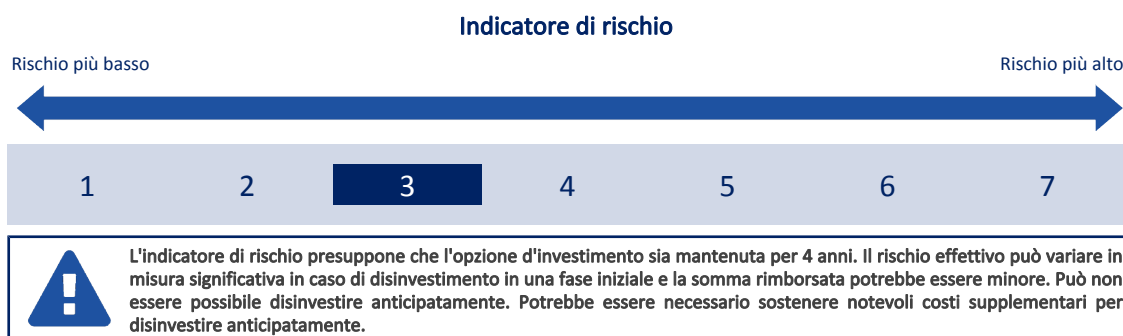 Indicatore di rischio
Rischio più basso
Rischio più alto
1 2 3 4 5 6 7
L'indicatore di rischio presuppone che l'opzione d'investimento sia mantenuta per 4 anni. Il rischio effettivo può variare in
misura significativa in caso di disinvestimento in una fase iniziale e la somma rimborsata potrebbe essere minore. Può non
essere possibile disinvestire anticipatamente. Potrebbe essere necessario sostenere notevoli costi supplementari per
disinvestire anticipatamente.